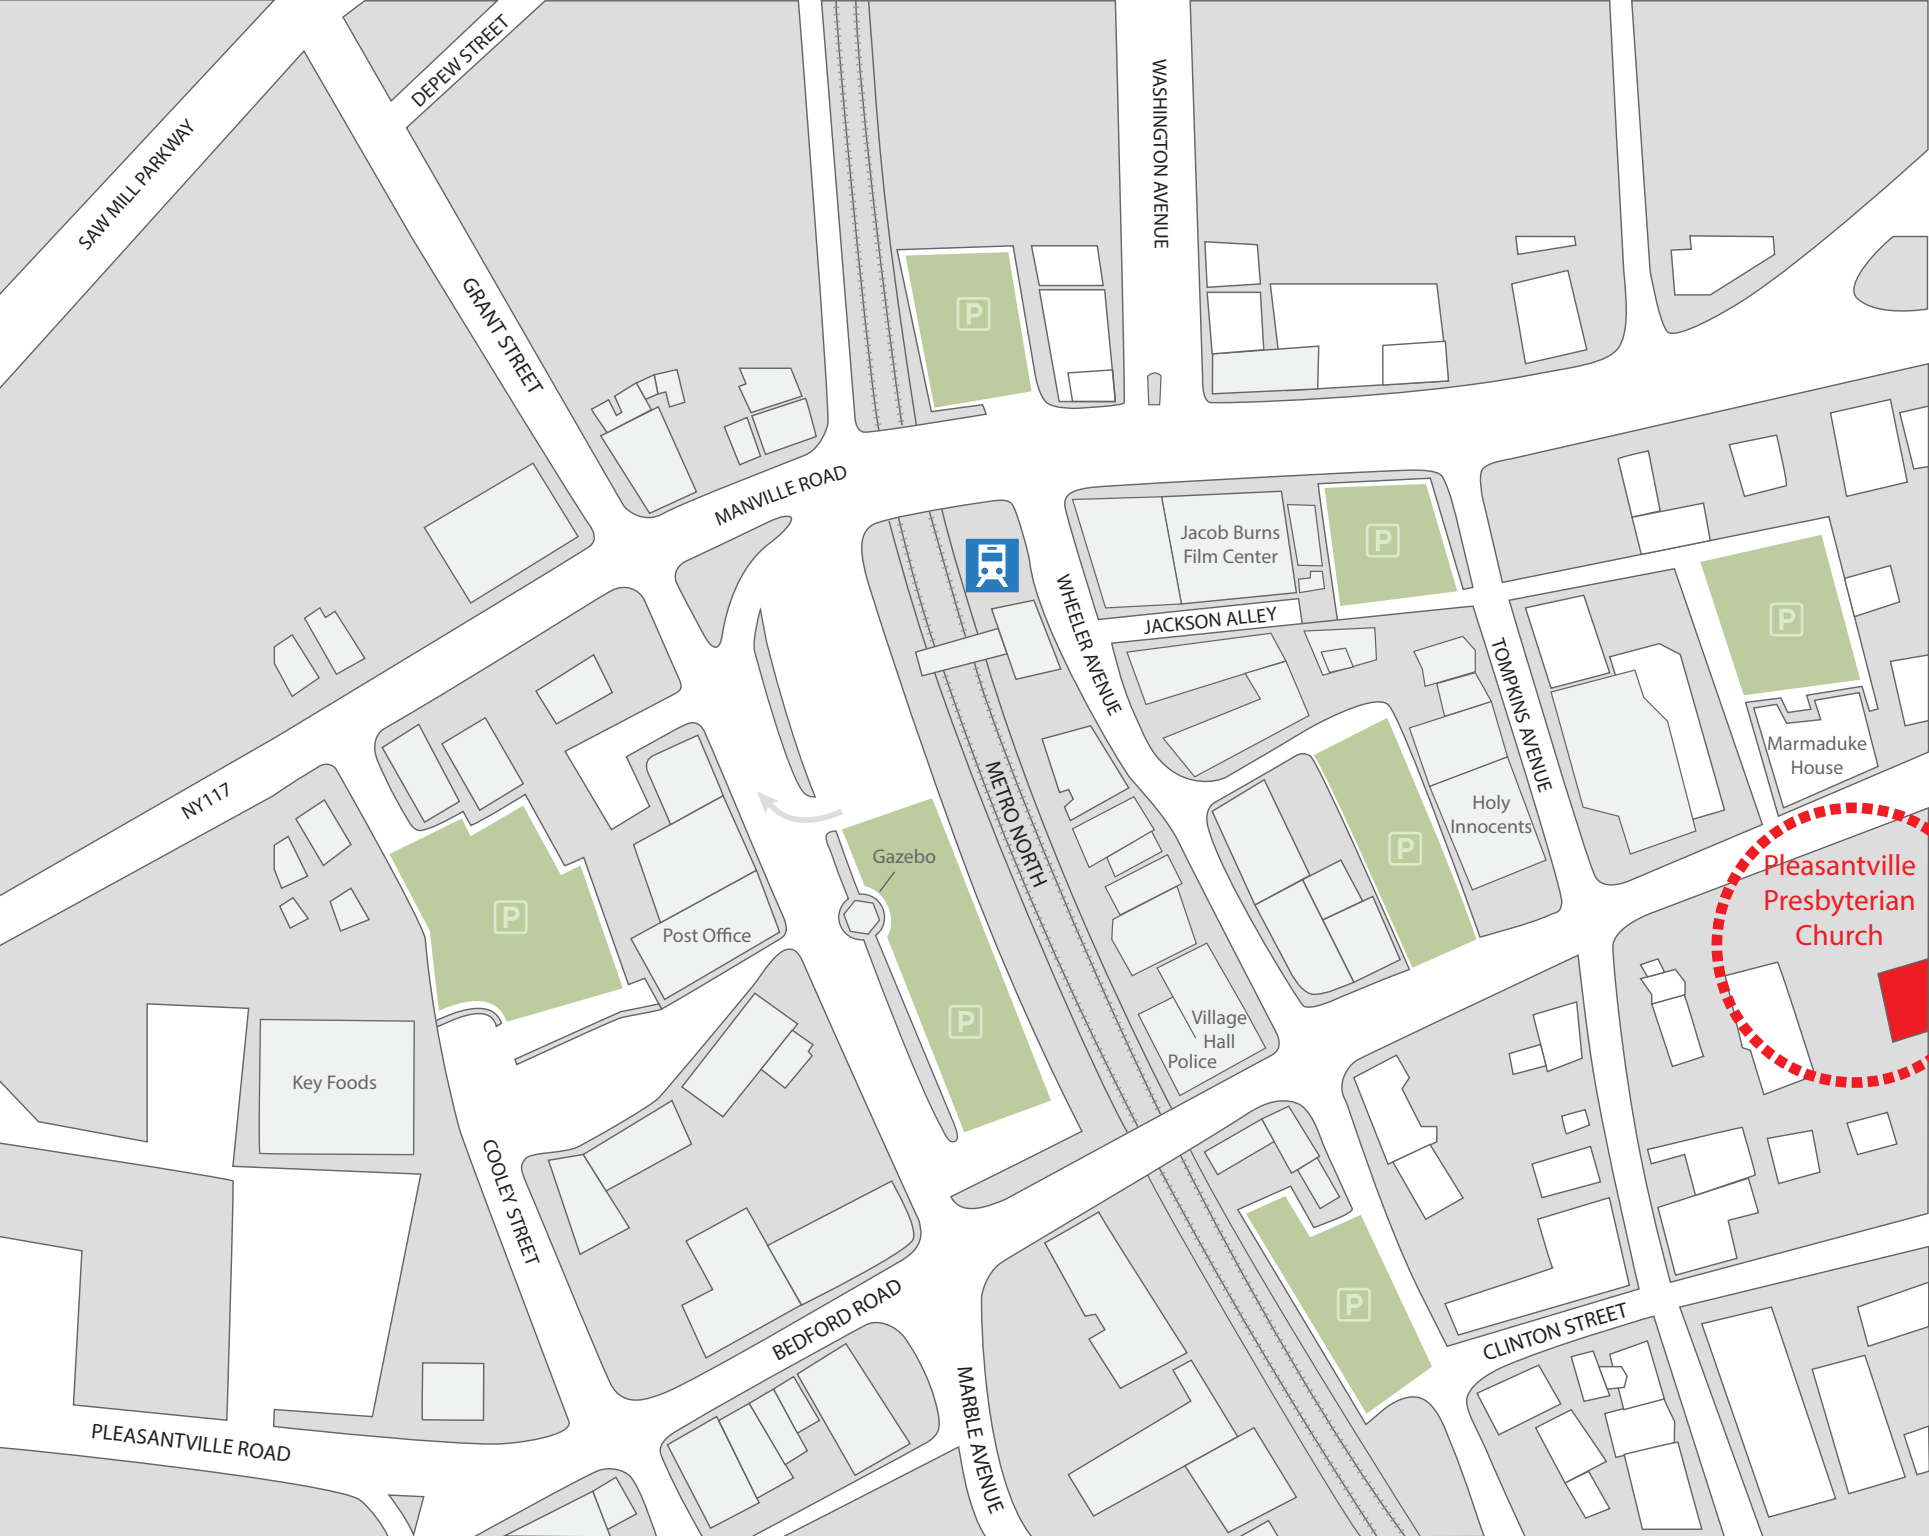 DEPEW STREET
SAW MILL PARKWAY
WASHINGTON AVENUE
GRANT STREET
P
MANVILLE ROAD
Jacob Burns
Film Center
P
WHEELER AVENUE
JACKSON ALLEY
P
TOMPKINS AVENUE
Marmaduke
House
NY117
METRO NORTH
Holy
Innocents
P
Gazebo
Pleasantville
Presbyterian
Church
P
Post Office
P
Village
Hall
Police
Key Foods
COOLEY STREET
P
BEDFORD ROAD
CLINTON STREET
MARBLE AVENUE
PLEASANTVILLE ROAD